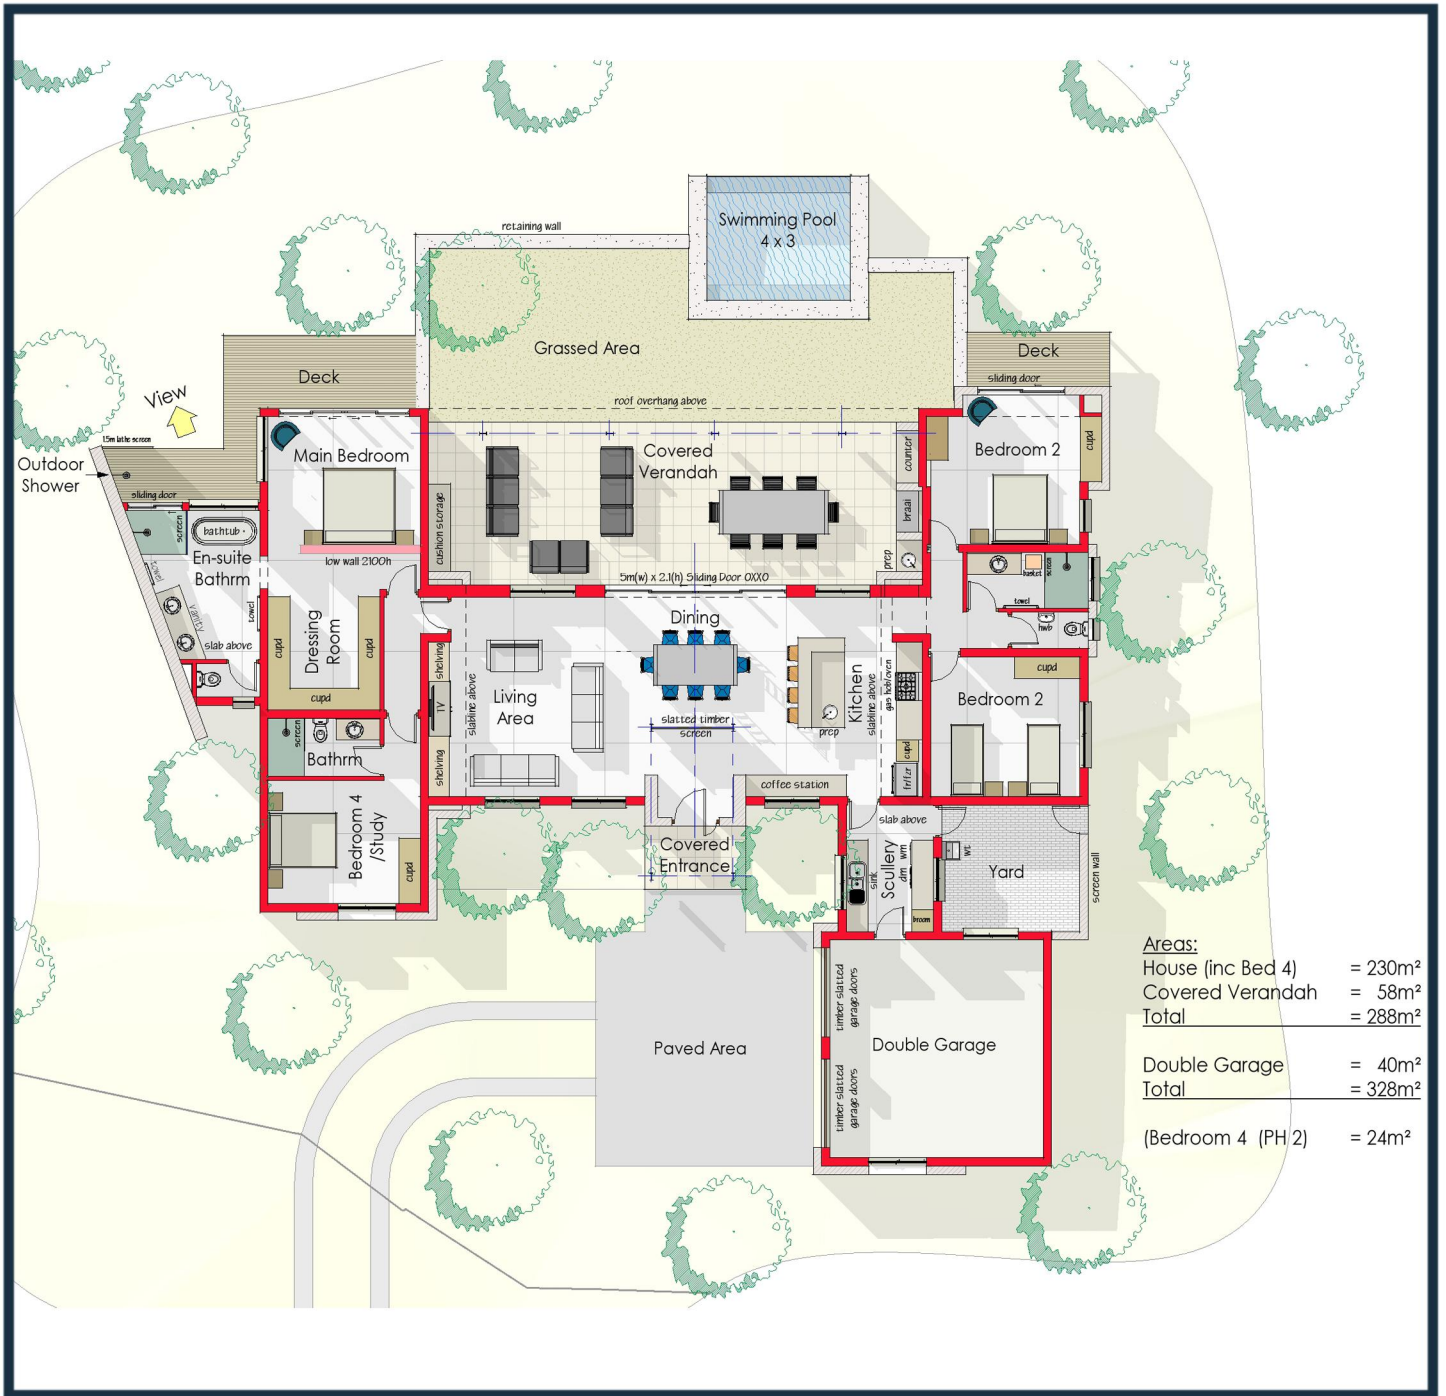 retaining wall
Swimming Pool
4 x 3
Grassed Area
Deck
Deck
sliding door
View
roof overhang above
1.5m lathe screen
Outdoor
Shower
sliding door
Main Bedroom
Covered
Verandah
counter
Bedroom 2
cupd
screen
bathtub
En-suite
Bathrm
towel
Vanity
towel
slab above
low wall 2100h
cushion storage
braai
prep
5m(w) x 2.1(h) Sliding Door OXXO
basket
screen
towel
hwb
cupd
Dressing
Room
cupd
cupd
Dining
shelving
TV
shelving
slabline above
Living
Area
slatted timber
screen
prep
Kitchen
slabline above
gas hob/oven
cupd
fr/fzr
cupd
Bedroom 2
screen
Bathrm
coffee station
slab above
Bedroom 4
/Study
cupd
Covered
Entrance
sink
Scullery
dm wm
broom
wt
Yard
screen wall
timber slatted
garage doors
timber slatted
garage doors
Paved Area
Double Garage
Areas:
House (inc Bed 4) = 230m²
Covered Verandah = 58m²
Total = 288m²
Double Garage = 40m²
Total = 328m²
(Bedroom 4 (PH 2) = 24m²